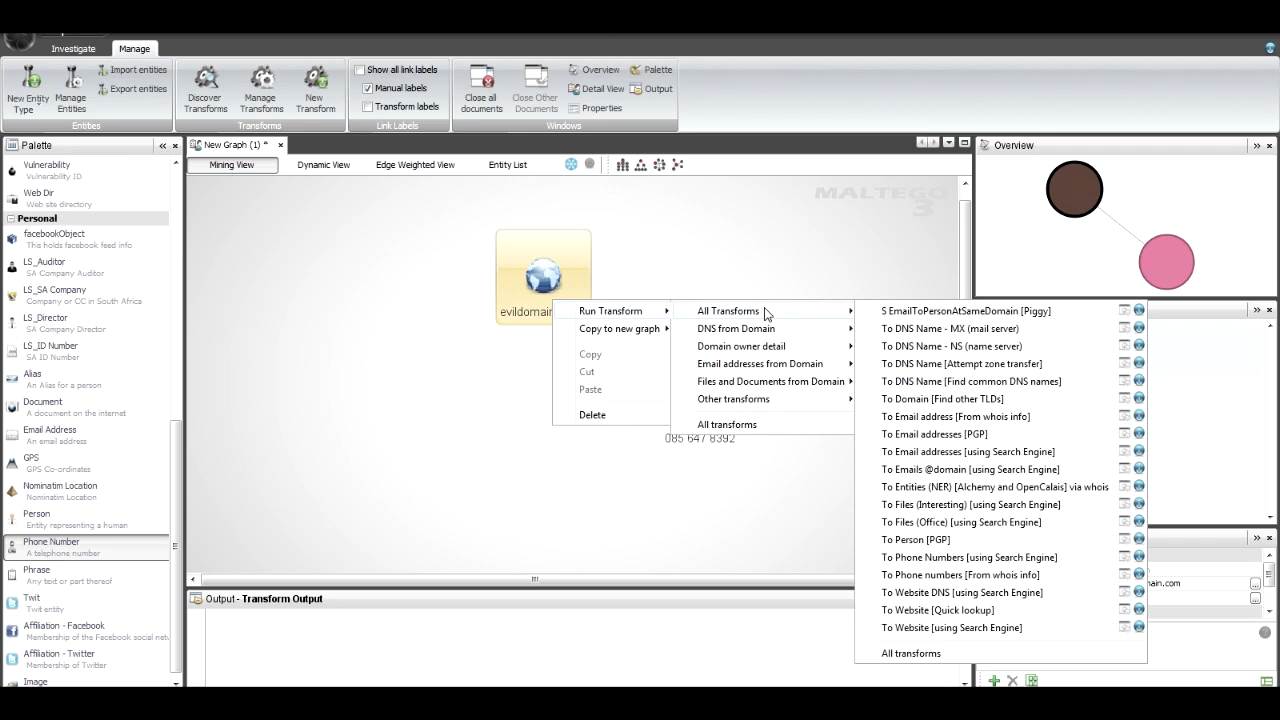 Investigate
Manage
New Entity Type
Manage Entities
Import entities
Export entities
Entities
Discover Transforms
Manage Transforms
New Transform
Transforms
Show all link labels
Manual labels
Transform labels
Link Labels
Close all documents
Close Other Documents
Overview
Palette
Detail View
Output
Properties
Windows
Palette
New Graph (1) *
Overview
Mining View
Dynamic View
Edge Weighted View
Entity List
MALTEGO 3
Vulnerability
Vulnerability ID
Web Dir
Web site directory
Personal
facebookObject
This holds facebook feed info
LS_Auditor
SA Company Auditor
LS_SA Company
Company or CC in South Africa
LS_Director
SA Company Director
LS_ID Number
SA ID Number
Alias
An Alias for a person
Document
A document on the internet
Email Address
An email address
GPS
GPS Co-ordinates
Nominatim Location
Nominatim Location
Person
Entity representing a human
Phone Number
A telephone number
Phrase
Any text or part thereof
Twit
Twit entity
Affiliation - Facebook
Membership of the Facebook social netw
Affiliation - Twitter
Membership of Twitter
Image
evildomain
085 647 8392
Run Transform
Copy to new graph
Copy
Cut
Paste
Delete
All Transforms
DNS from Domain
Domain owner detail
Email addresses from Domain
Files and Documents from Domain
Other transforms
All transforms
S EmailToPersonAtSameDomain [Piggy]
To DNS Name - MX (mail server)
To DNS Name - NS (name server)
To DNS Name [Attempt zone transfer]
To DNS Name [Find common DNS names]
To Domain [Find other TLDs]
To Email address [From whois info]
To Email addresses [PGP]
To Email addresses [using Search Engine]
To Emails @domain [using Search Engine]
To Entities (NER) [Alchemy and OpenCalais] via whois
To Files (Interesting) [using Search Engine]
To Files (Office) [using Search Engine]
To Person [PGP]
To Phone Numbers [using Search Engine]
To Phone numbers [From whois info]
To Website DNS [using Search Engine]
To Website [Quick lookup]
To Website [using Search Engine]
All transforms
main.com
Output - Transform Output